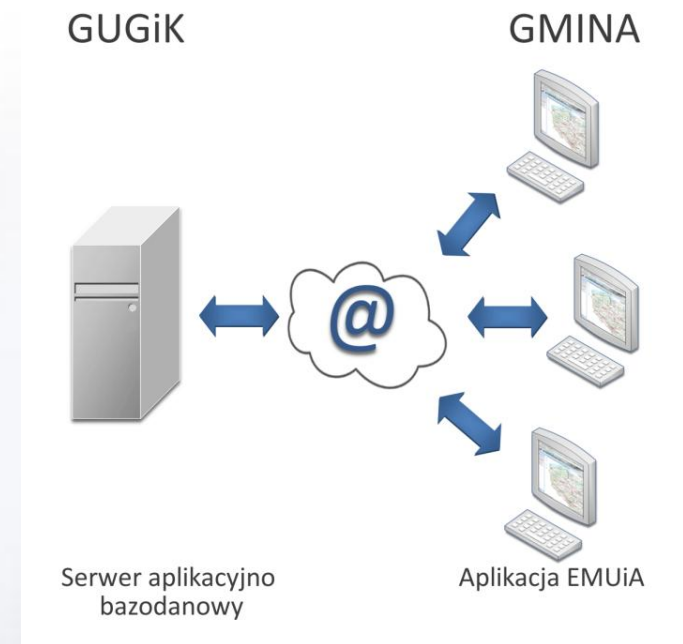 GUGiK
GMINA
@
Serwer aplikacyjno
bazodanowy
Aplikacja EMUiA